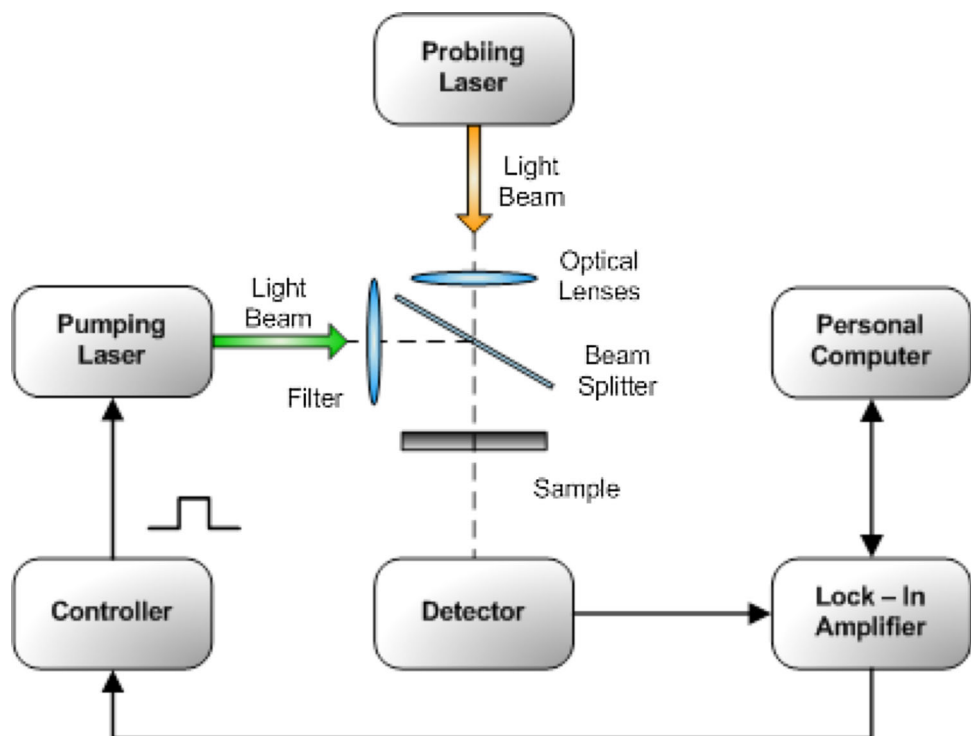 Probiing
Laser
Light
Beam
Optical
Lenses
Light
Beam
Pumping
Laser
Filter
Beam
Splitter
Personal
Computer
Sample
Controller
Detector
Lock – In
Amplifier